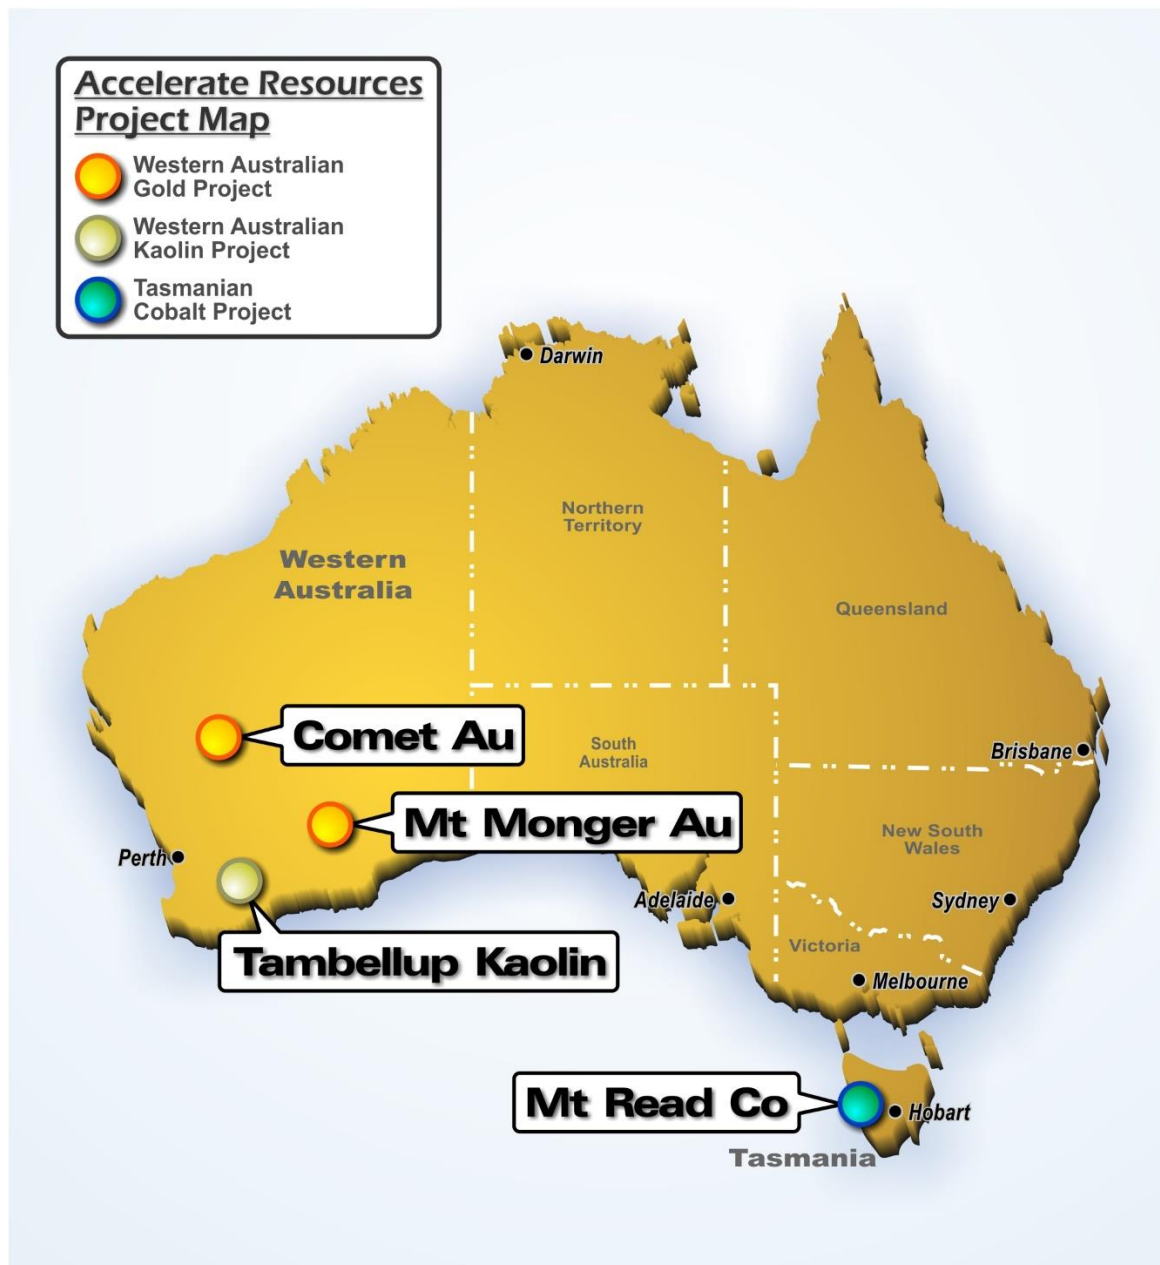 Accelerate Resources
Project Map
Western Australian
Gold Project
Western Australian
Kaolin Project
Tasmanian
Cobalt Project
Darwin
Northern
Territory
Western
Australia
Queensland
Comet Au
South
Australia
Brisbane
Mt Monger Au
New South
Wales
Perth
Adelaide
Sydney
Victoria
Tambellup Kaolin
Melbourne
Mt Read Co
Hobart
Tasmania